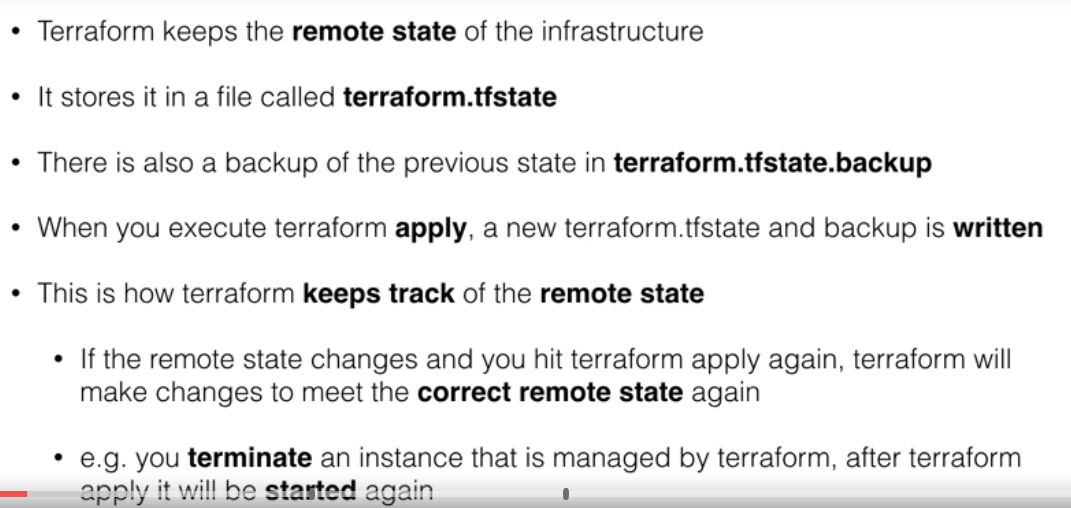 • Terraform keeps the remote state of the infrastructure
• It stores it in a file called terraform.tfstate
• There is also a backup of the previous state in terraform.tfstate.backup
• When you execute terraform apply, a new terraform.tfstate and backup is written
• This is how terraform keeps track of the remote state
• If the remote state changes and you hit terraform apply again, terraform will
make changes to meet the correct remote state again
• e.g. you terminate an instance that is managed by terraform, after terraform
apply it will be started again